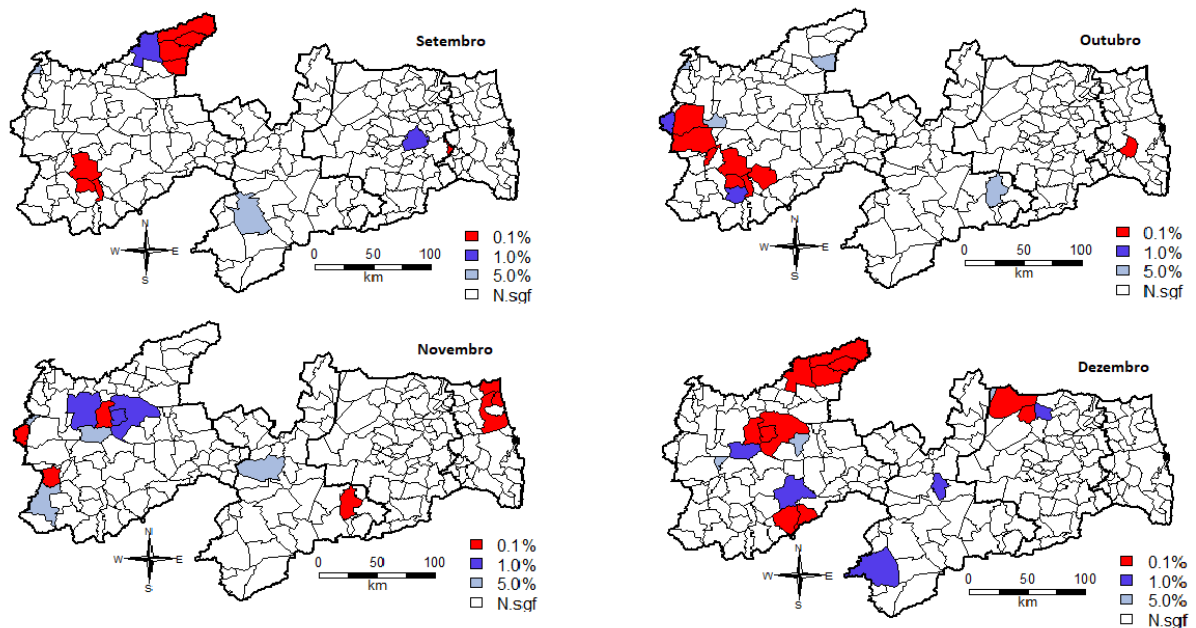 Setembro
N
W E
S
0 50 100
km
0.1%
1.0%
5.0%
N.sgf
Outubro
N
W E
S
0 50 100
km
0.1%
1.0%
5.0%
N.sgf
Novembro
N
W E
S
0 50 100
km
0.1%
1.0%
5.0%
N.sgf
Dezembro
N
W E
S
0 50 100
km
0.1%
1.0%
5.0%
N.sgf